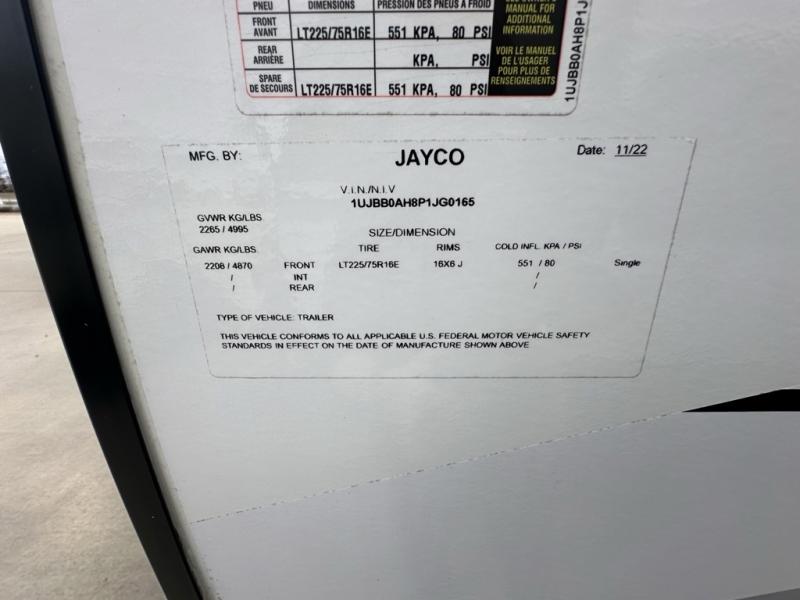 PNEU DIMENSIONS PRESSION DES PNEUS À FROID
FRONT
AVANT LT225/75R16E 551 KPA, 80 PSI
REAR
ARRIÈRE KPA, PSI
SPARE
DE SECOURS LT225/75R16E 551 KPA, 80 PSI
MANUAL FOR
ADDITIONAL
INFORMATION
VOIR LE MANUEL
DE L'USAGER
POUR PLUS DE
RENSEIGNEMENTS
1UJBB0AH8P1J
MFG. BY: JAYCO Date: 11/22
V.I.N./N.I.V
1UJBB0AH8P1JG0165
GVWR KG/LBS
2265 / 4995
SIZE/DIMENSION
GAWR KG/LBS TIRE RIMS COLD INFL. KPA / PSI
2208 / 4870 FRONT LT225/75R16E 16X6 J 551 / 80 Single
/ INT /
/ REAR /
TYPE OF VEHICLE: TRAILER
THIS VEHICLE CONFORMS TO ALL APPLICABLE U.S. FEDERAL MOTOR VEHICLE SAFETY
STANDARDS IN EFFECT ON THE DATE OF MANUFACTURE SHOWN ABOVE